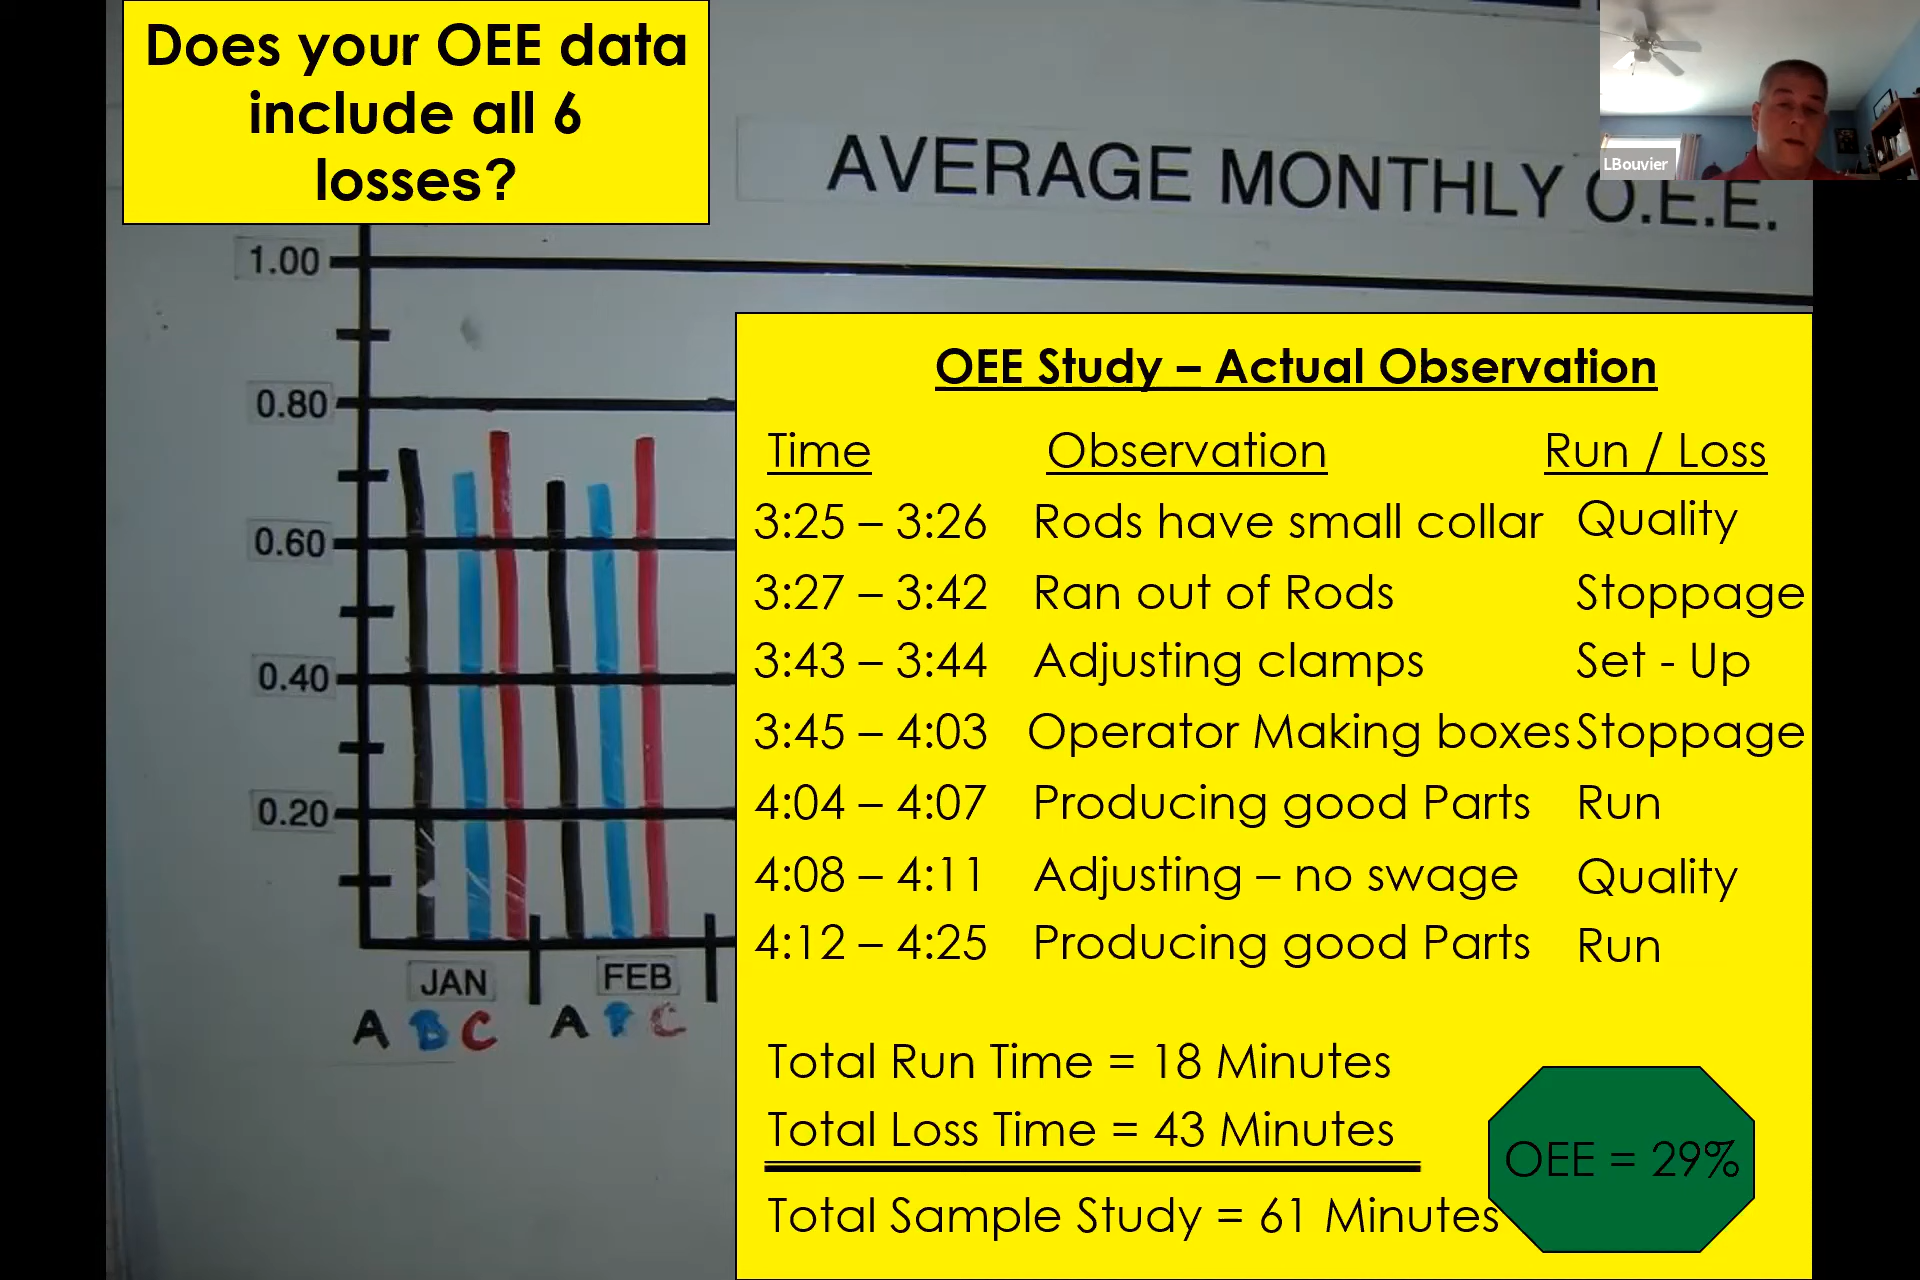 Does your OEE data
include all 6
losses?
LBouvier
AVERAGE MONTHLY O.E.E.
1.00
0.80
0.60
0.40
0.20
JAN FEB
A B C A B C
OEE Study – Actual Observation
Time Observation Run / Loss
3:25 – 3:26 Rods have small collar Quality
3:27 – 3:42 Ran out of Rods Stoppage
3:43 – 3:44 Adjusting clamps Set - Up
3:45 – 4:03 Operator Making boxes Stoppage
4:04 – 4:07 Producing good Parts Run
4:08 – 4:11 Adjusting – no swage Quality
4:12 – 4:25 Producing good Parts Run
Total Run Time = 18 Minutes
Total Loss Time = 43 Minutes
Total Sample Study = 61 Minutes
OEE = 29%